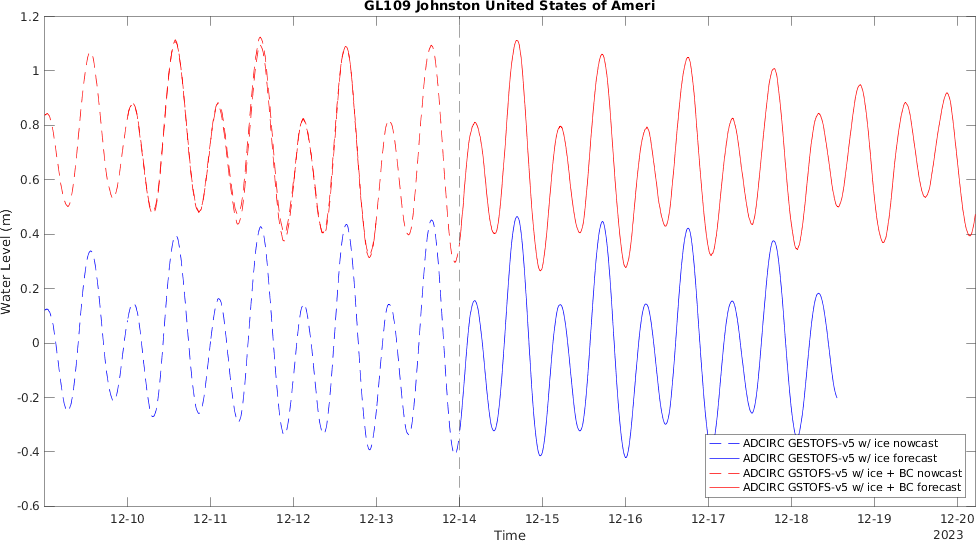 GL109 Johnston United States of Ameri
Water Level (m)
1.2
1
0.8
0.6
0.4
0.2
0
-0.2
-0.4
-0.6
ADCIRC GESTOFS-v5 w/ ice nowcast
ADCIRC GESTOFS-v5 w/ ice forecast
ADCIRC GSTOFS-v5 w/ ice + BC nowcast
ADCIRC GSTOFS-v5 w/ ice + BC forecast
12-10 12-11 12-12 12-13 12-14 12-15 12-16 12-17 12-18 12-19 12-20
Time
2023